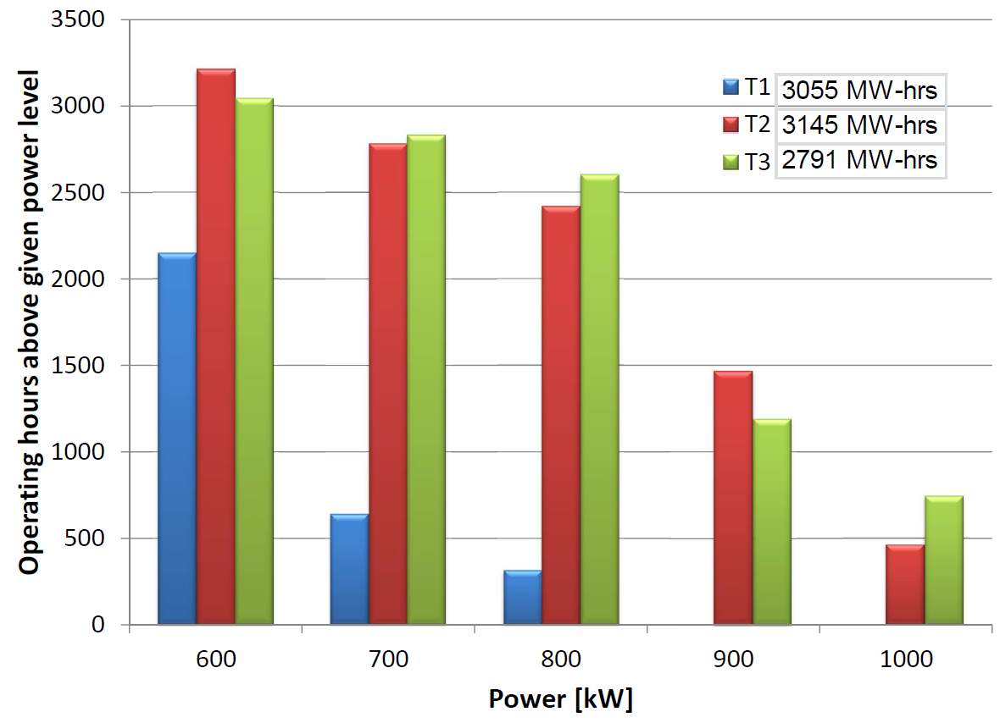 3500
3000
2500
2000
1500
1000
500
0
Operating hours above given power level
T1 3055 MW-hrs
T2 3145 MW-hrs
T3 2791 MW-hrs
600 700 800 900 1000
Power [kW]